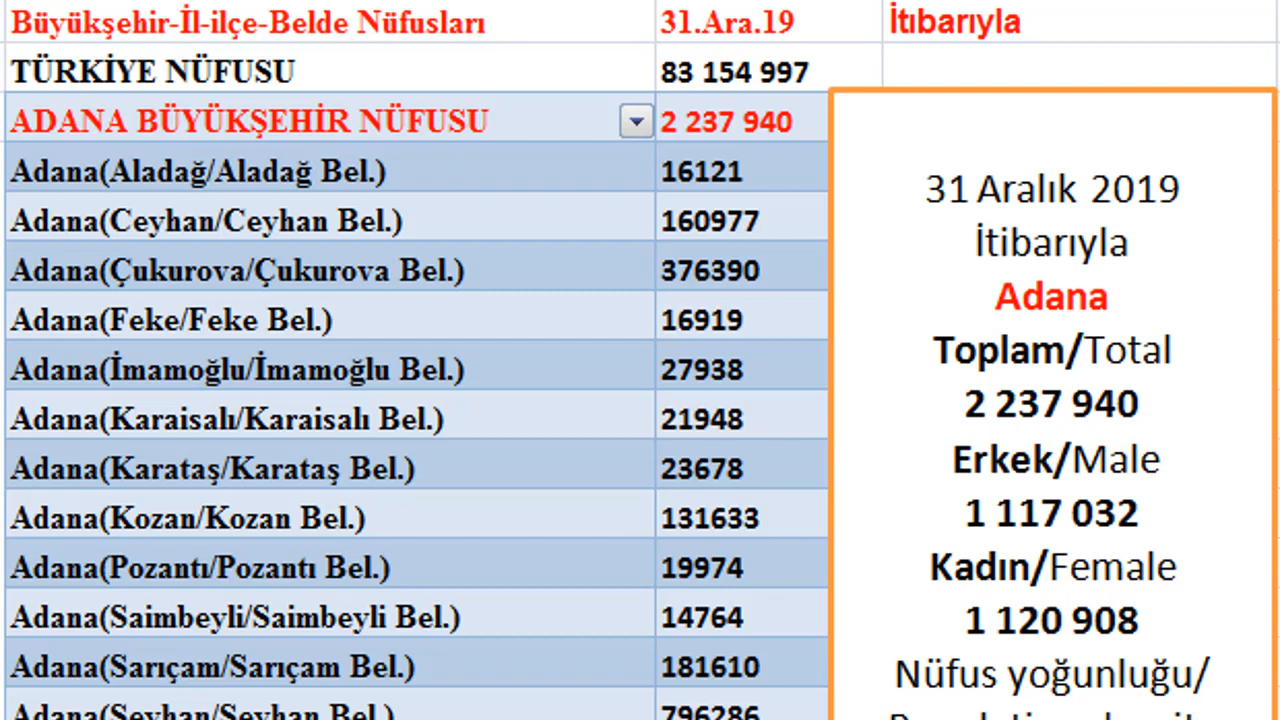 Büyükşehir-İl-ilçe-Belde Nüfusları 31.Ara.19 İtıbarıyla
TÜRKİYE NÜFUSU 83 154 997
ADANA BÜYÜKŞEHİR NÜFUSU 2 237 940
Adana(Aladağ/Aladağ Bel.) 16121
Adana(Ceyhan/Ceyhan Bel.) 160977
Adana(Çukurova/Çukurova Bel.) 376390
Adana(Feke/Feke Bel.) 16919
Adana(İmamoğlu/İmamoğlu Bel.) 27938
Adana(Karaisalı/Karaisalı Bel.) 21948
Adana(Karataş/Karataş Bel.) 23678
Adana(Kozan/Kozan Bel.) 131633
Adana(Pozantı/Pozantı Bel.) 19974
Adana(Saimbeyli/Saimbeyli Bel.) 14764
Adana(Sarıçam/Sarıçam Bel.) 181610
Adana(Seyhan/Seyhan Bel.) 796286
31 Aralık 2019
İtibarıyla
Adana
Toplam/Total
2 237 940
Erkek/Male
1 117 032
Kadın/Female
1 120 908
Nüfus yoğunluğu/